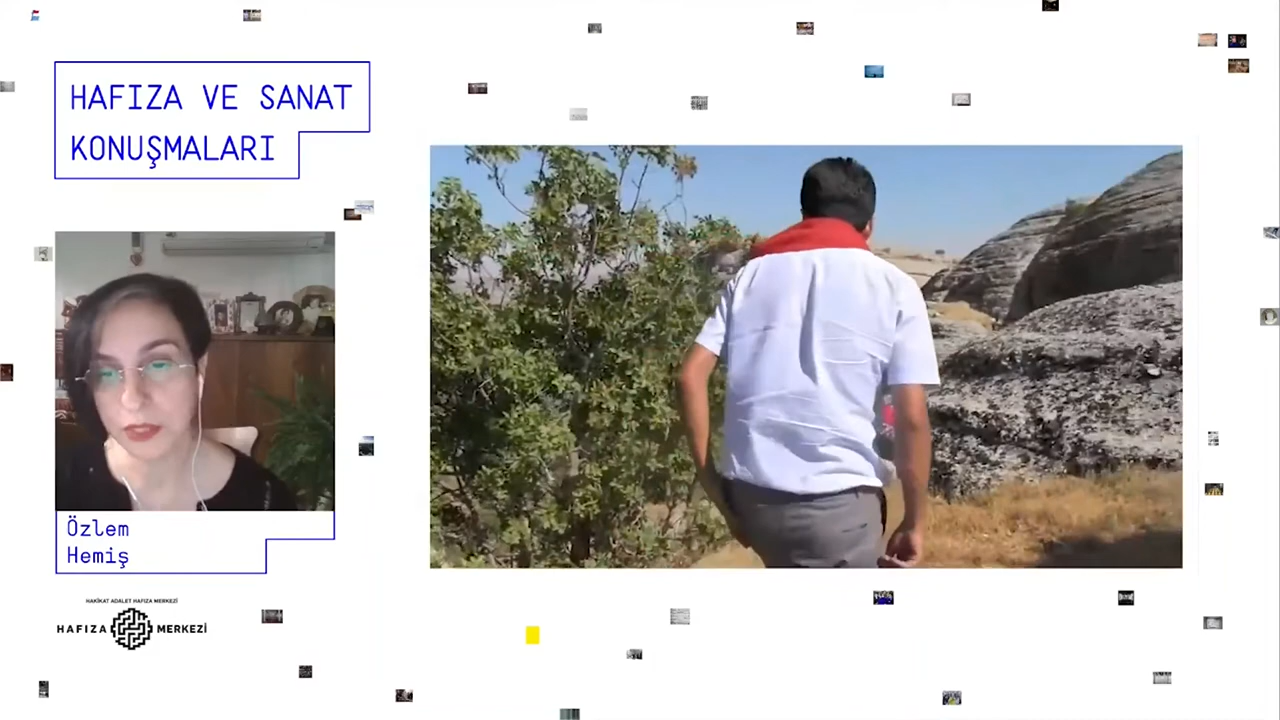 HAFIZA VE SANAT
KONUŞMALARI
Özlem
Hemiş
HAKİKAT ADALET HAFIZA MERKEZİ
HAFIZA MERKEZİ